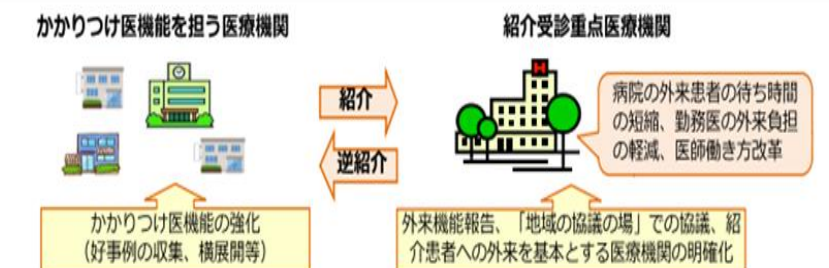 かかりつけ医機能を担う医療機関
紹介受診重点医療機関
H
紹介
逆紹介
病院の外来患者の待ち時間
の短縮、勤務医の外来負担
の軽減、医師働き方改革
かかりつけ医機能の強化
（好事例の収集、横展開等）
外来機能報告、「地域の協議の場」での協議、紹
介患者への外来を基本とする医療機関の明確化